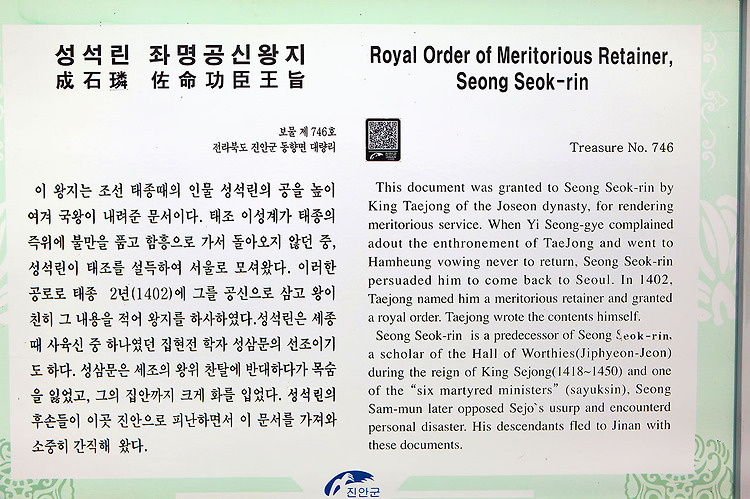 성석린 좌명공신왕지
成石璘 佐命功臣王旨
보물 제 746호
전라북도 진안군 동향면 대량리
이 왕지는 조선 태종때의 인물 성석린의 공을 높이
여겨 국왕이 내려준 문서이다. 태조 이성계가 태종의
즉위에 불만을 품고 함흥으로 가서 돌아오지 않던 중,
성석린이 태조를 설득하여 서울로 모셔왔다. 이러한
공로로 태종 2년(1402)에 그를 공신으로 삼고 왕이
친히 그 내용을 적어 왕지를 하사하였다.성석린은 세종
때 사육신 중 하나였던 집현전 학자 성삼문의 선조이기
도 하다. 성삼문은 세조의 왕위 찬탈에 반대하다가 목숨
을 잃었고, 그의 집안까지 크게 화를 입었다. 성석린의
후손들이 이곳 진안으로 피난하면서 이 문서를 가져와
소중히 간직해 왔다.
Royal Order of Meritorious Retainer,
Seong Seok-rin
Treasure No. 746
This document was granted to Seong Seok-rin by
King Taejong of the Joseon dynasty, for rendering
meritorious service. When Yi Seong-gye complained
adout the enthronement of TaeJong and went to
Hamheung vowing never to return, Seong Seok-rin
persuaded him to come back to Seoul. In 1402,
Taejong named him a meritorious retainer and granted
a royal order. Taejong wrote the contents himself.
Seong Seok-rin is a predecessor of Seong Seok-rin,
a scholar of the Hall of Worthies(Jiphyeon-Jeon)
during the reign of King Sejong(1418~1450) and one
of the “six martyred ministers” (sayuksin), Seong
Sam-mun later opposed Sejo`s usurp and encounterd
personal disaster. His descendants fled to Jinan with
these documents.
진안군